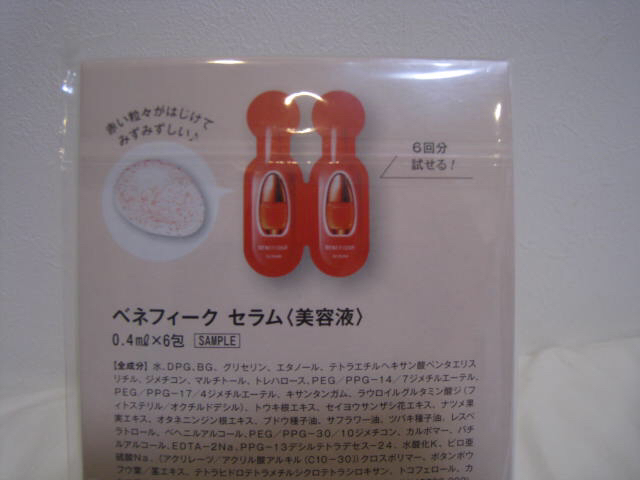 赤い粒々がはじけて
みずみずしい♪
6回分
試せる!
BENEFIQUE
SERUM
BENEFIQUE
SERUM
ベネフィーク セラム〈美容液〉
0.4mℓ×6包 SAMPLE
【全成分】水、DPG、BG、グリセリン、エタノール、テトラエチルヘキサン酸ペンタエリス
リチル、ジメチコン、マルチトール、トレハロース、PEG/PPG-14/7ジメチルエーテル、
PEG/PPG-17/4ジメチルエーテル、キサンタンガム、ラウロイルグルタミン酸ジ(フ
ィトステリル/オクチルドデシル)、トウキ根エキス、セイヨウサンザシ花エキス、ナツメ果
実エキス、オタネニンジン根エキス、ブドウ種子油、サフラワー油、ツバキ種子油、レスベ
ラトロール、ベヘニルアルコール、PEG/PPG-30/10ジメチコン、カルボマー、バチ
ルアルコール、EDTA-2Na、PPG-13デシルテトラデセス-24、水酸化K、ピロ亜
硫酸Na、(アクリレーツ/アクリル酸アルキル(C10-30))クロスポリマー、ボタンボウ
フウ葉/茎エキス、テトラヒドロテトラメチルシクロテトラシロキサン、トコフェロール、カ